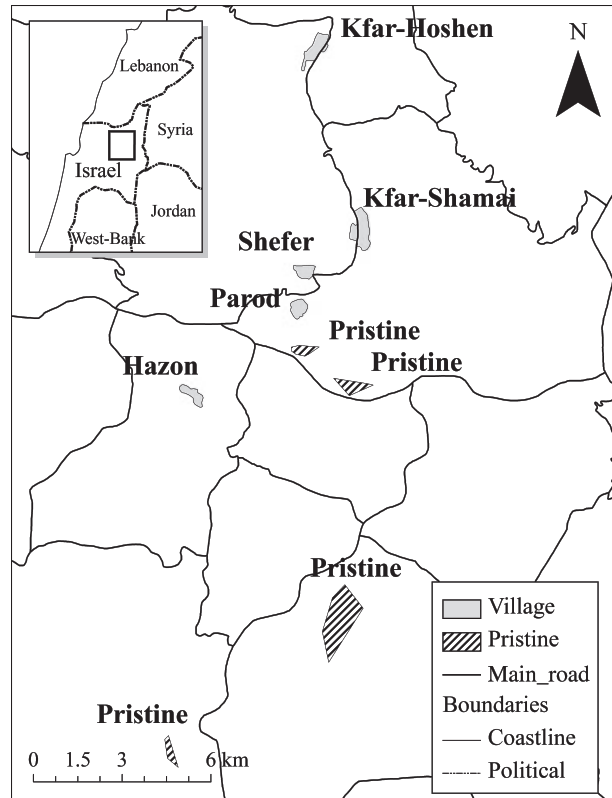 Kfar-Hoshen
N
Lebanon
Syria
Israel
Jordan
West-Bank
Kfar-Shamai
Shefer
Parod
Pristine
Pristine
Hazon
Pristine
Pristine
0 1.5 3 6 km
Village
Pristine
Main_road
Boundaries
Coastline
Political